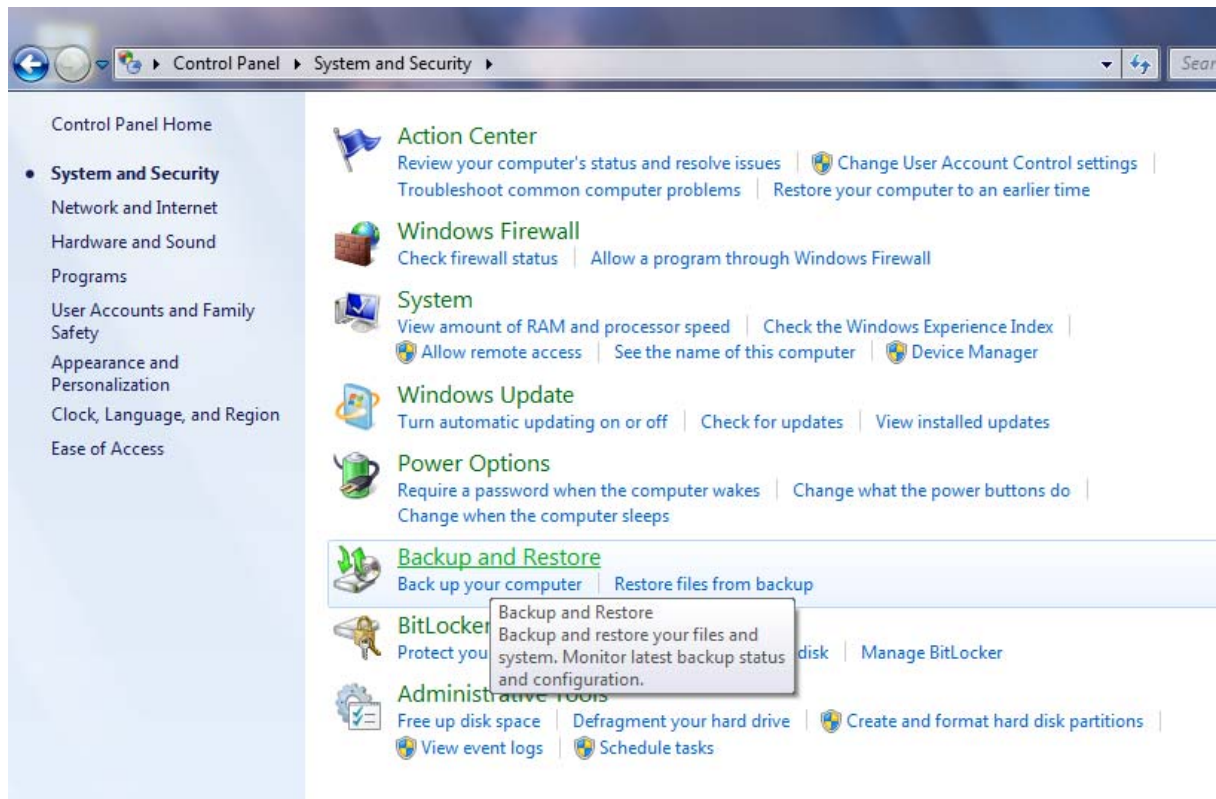 Control Panel System and Security Sear
Control Panel Home
System and Security
Network and Internet
Hardware and Sound
Programs
User Accounts and Family
Safety
Appearance and
Personalization
Clock, Language, and Region
Ease of Access
Action Center
Review your computer's status and resolve issues Change User Account Control settings
Troubleshoot common computer problems Restore your computer to an earlier time
Windows Firewall
Check firewall status Allow a program through Windows Firewall
System
View amount of RAM and processor speed Check the Windows Experience Index
Allow remote access See the name of this computer Device Manager
Windows Update
Turn automatic updating on or off Check for updates View installed updates
Power Options
Require a password when the computer wakes Change what the power buttons do
Change when the computer sleeps
Backup and Restore
Back up your computer Restore files from backup
Backup and Restore
Backup and restore your files and
system. Monitor latest backup status
and configuration.
BitLocker
Protect you disk Manage BitLocker
Administrative Tools
Free up disk space Defragment your hard drive Create and format hard disk partitions
View event logs Schedule tasks